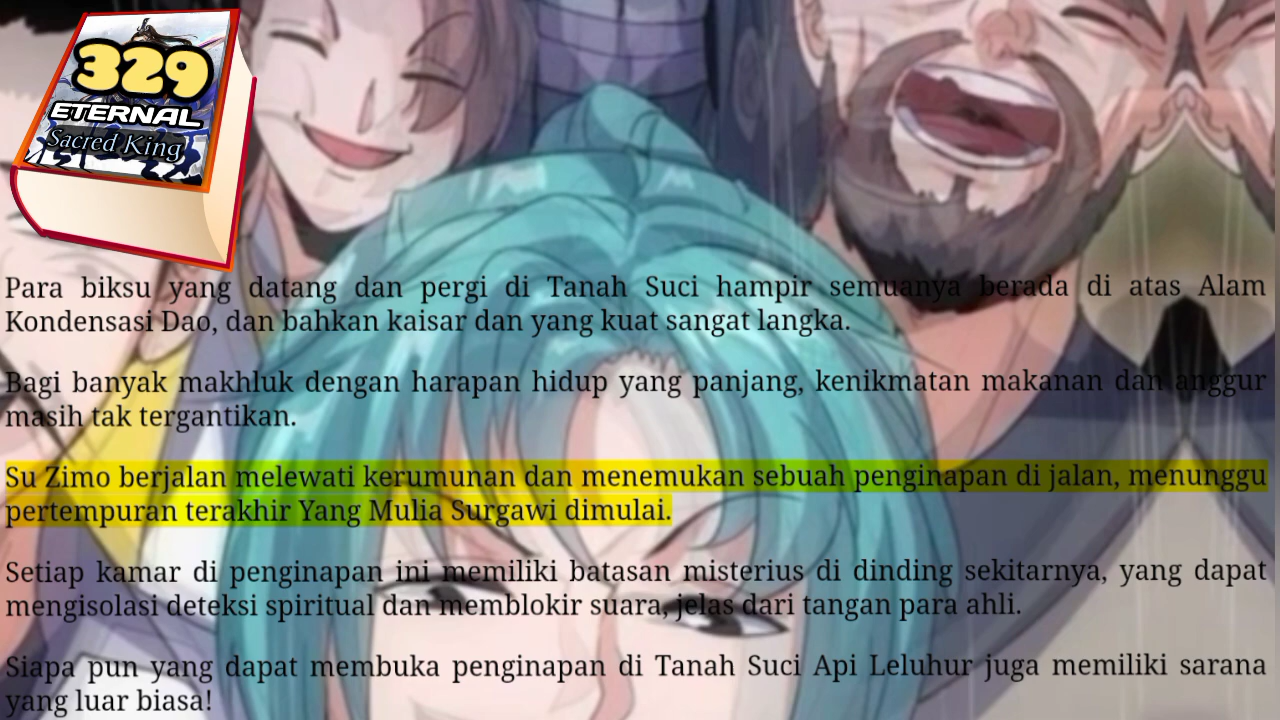 329
ETERNAL
Sacred King
Para biksu yang datang dan pergi di Tanah Suci hampir semuanya berada di atas Alam
Kondensasi Dao, dan bahkan kaisar dan yang kuat sangat langka.
Bagi banyak makhluk dengan harapan hidup yang panjang, kenikmatan makanan dan anggur
masih tak tergantikan.
Su Zimo berjalan melewati kerumunan dan menemukan sebuah penginapan di jalan, menunggu
pertempuran terakhir Yang Mulia Surgawi dimulai.
Setiap kamar di penginapan ini memiliki batasan misterius di dinding sekitarnya, yang dapat
mengisolasi deteksi spiritual dan memblokir suara, jelas dari tangan para ahli.
Siapa pun yang dapat membuka penginapan di Tanah Suci Api Leluhur juga memiliki sarana
yang luar biasa!